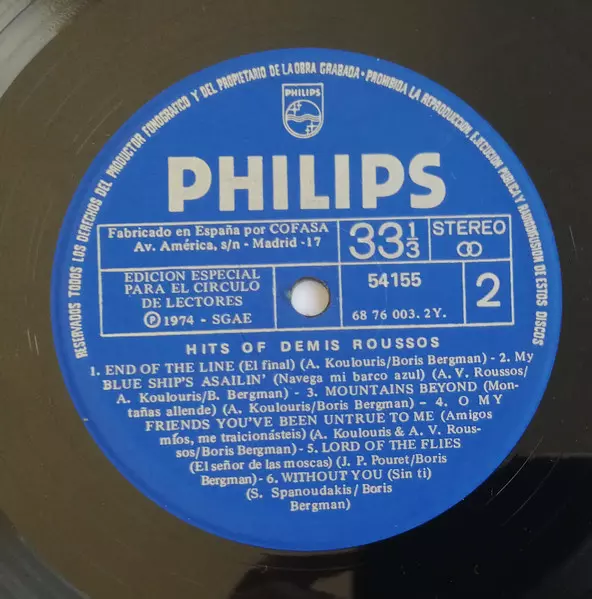 RESERVADOS TODOS LOS DERECHOS DEL PRODUCTOR FONOGRAFICO Y DEL PROPIETARIO DE LA OBRA GRABADA - PROHIBIDA LA REPRODUCCION, EJECUCION PUBLICA Y RADIODIFUSION DE ESTOS DISCOS
PHILIPS
PHILIPS
Fabricado en España por COFASA
Av. América, s/n - Madrid -17
33 1/3
STEREO
EDICION ESPECIAL
PARA EL CIRCULO
DE LECTORES
Ⓟ 1974 - SGAE
54155
68 76 003. 2Y.
2
HITS OF DEMIS ROUSSOS
1. END OF THE LINE (El final) (A. Koulouris/Boris Bergman) - 2. My
BLUE SHIP'S ASAILIN' (Navega mi barco azul) (A. V. Roussos/
A. Koulouris/B. Bergman) - 3. MOUNTAINS BEYOND (Mon-
tañas allende) (A. Koulouris/Boris Bergman) - 4. O MY
FRIENDS YOU'VE BEEN UNTRUE TO ME (Amigos
míos, me traicionásteis) (A. Koulouris & A. V. Rous-
sos/Boris Bergman) - 5. LORD OF THE FLIES
(El señor de las moscas) (J. P. Pouret/Boris
Bergman) - 6. WITHOUT YOU (Sin ti)
(S. Spanoudakis/Boris
Bergman)